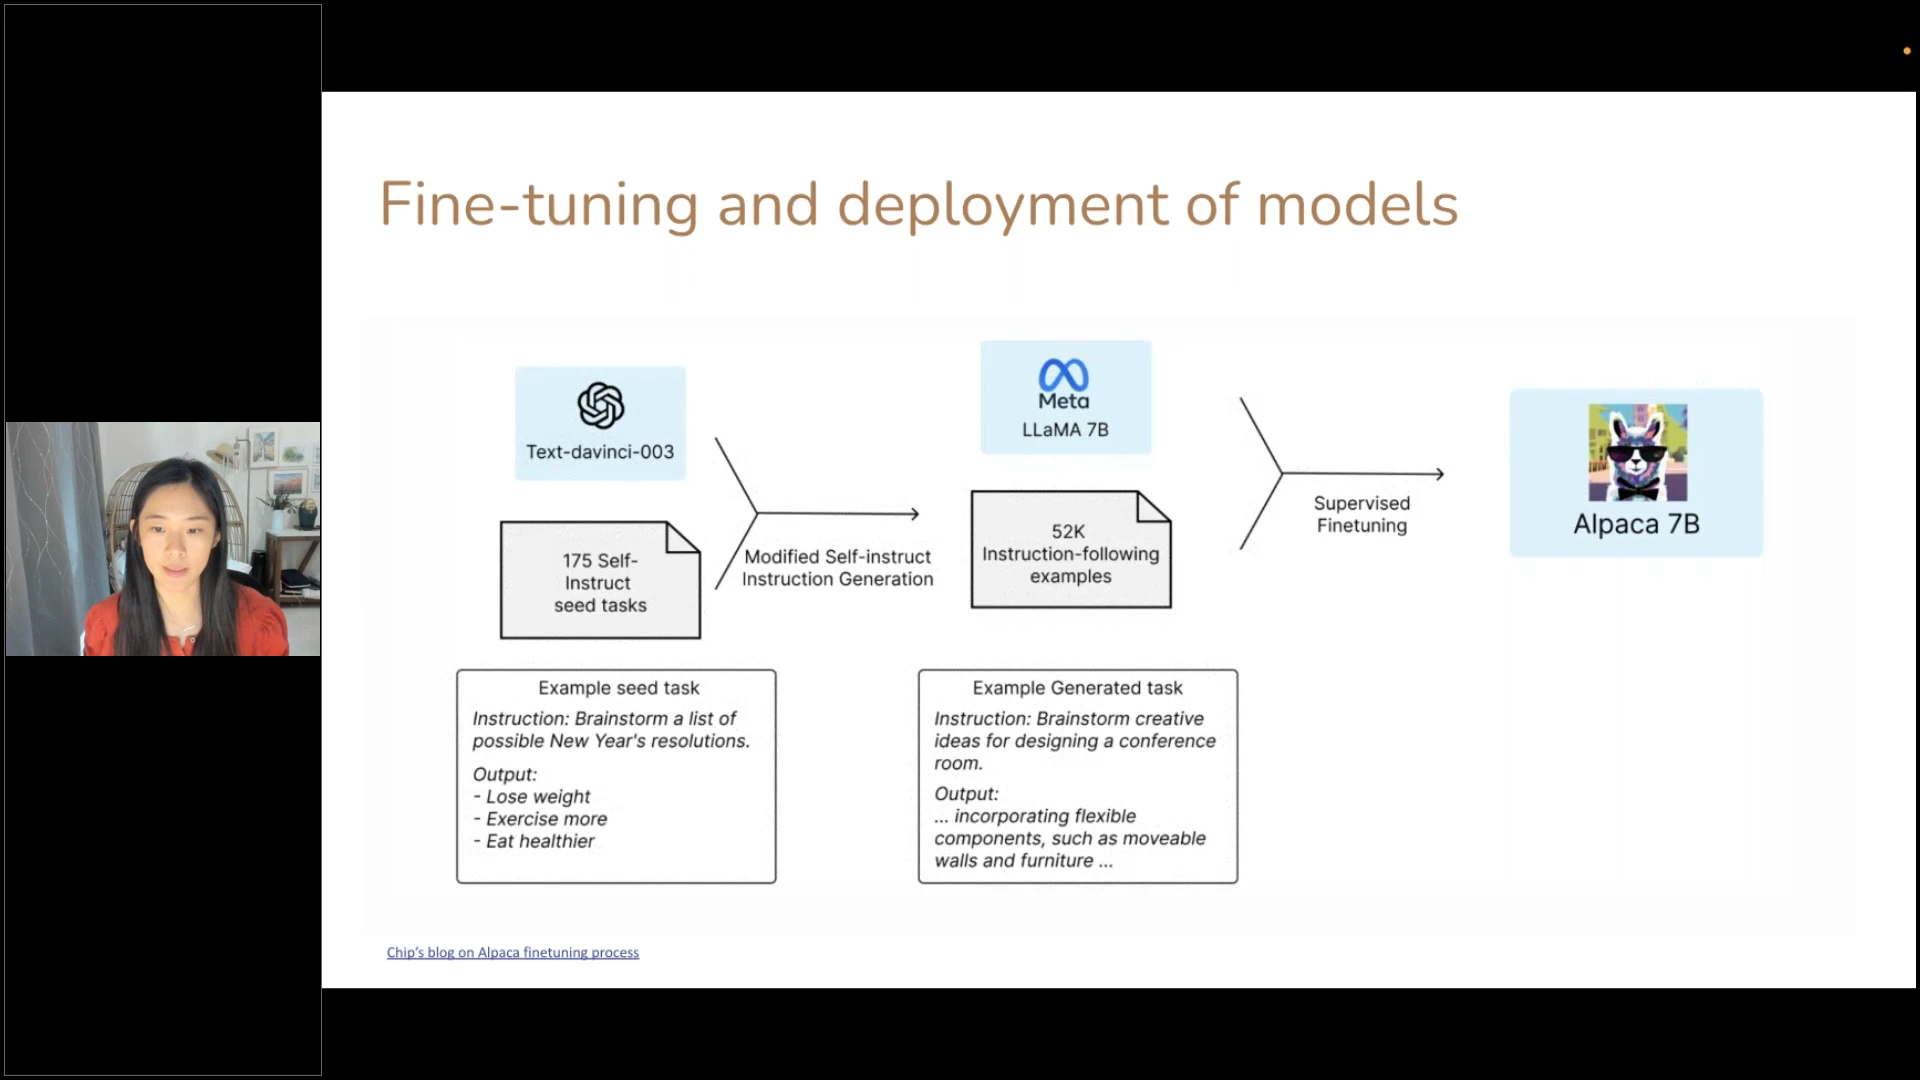 Fine-tuning and deployment of models
Text-davinci-003
175 Self-
Instruct
seed tasks
Modified Self-instruct
Instruction Generation
Meta
LLaMA 7B
52K
Instruction-following
examples
Supervised
Finetuning
Alpaca 7B
Example seed task
Instruction: Brainstorm a list of
possible New Year's resolutions.
Output:
- Lose weight
- Exercise more
- Eat healthier
Example Generated task
Instruction: Brainstorm creative
ideas for designing a conference
room.
Output:
... incorporating flexible
components, such as moveable
walls and furniture ...
Chip's blog on Alpaca finetuning process